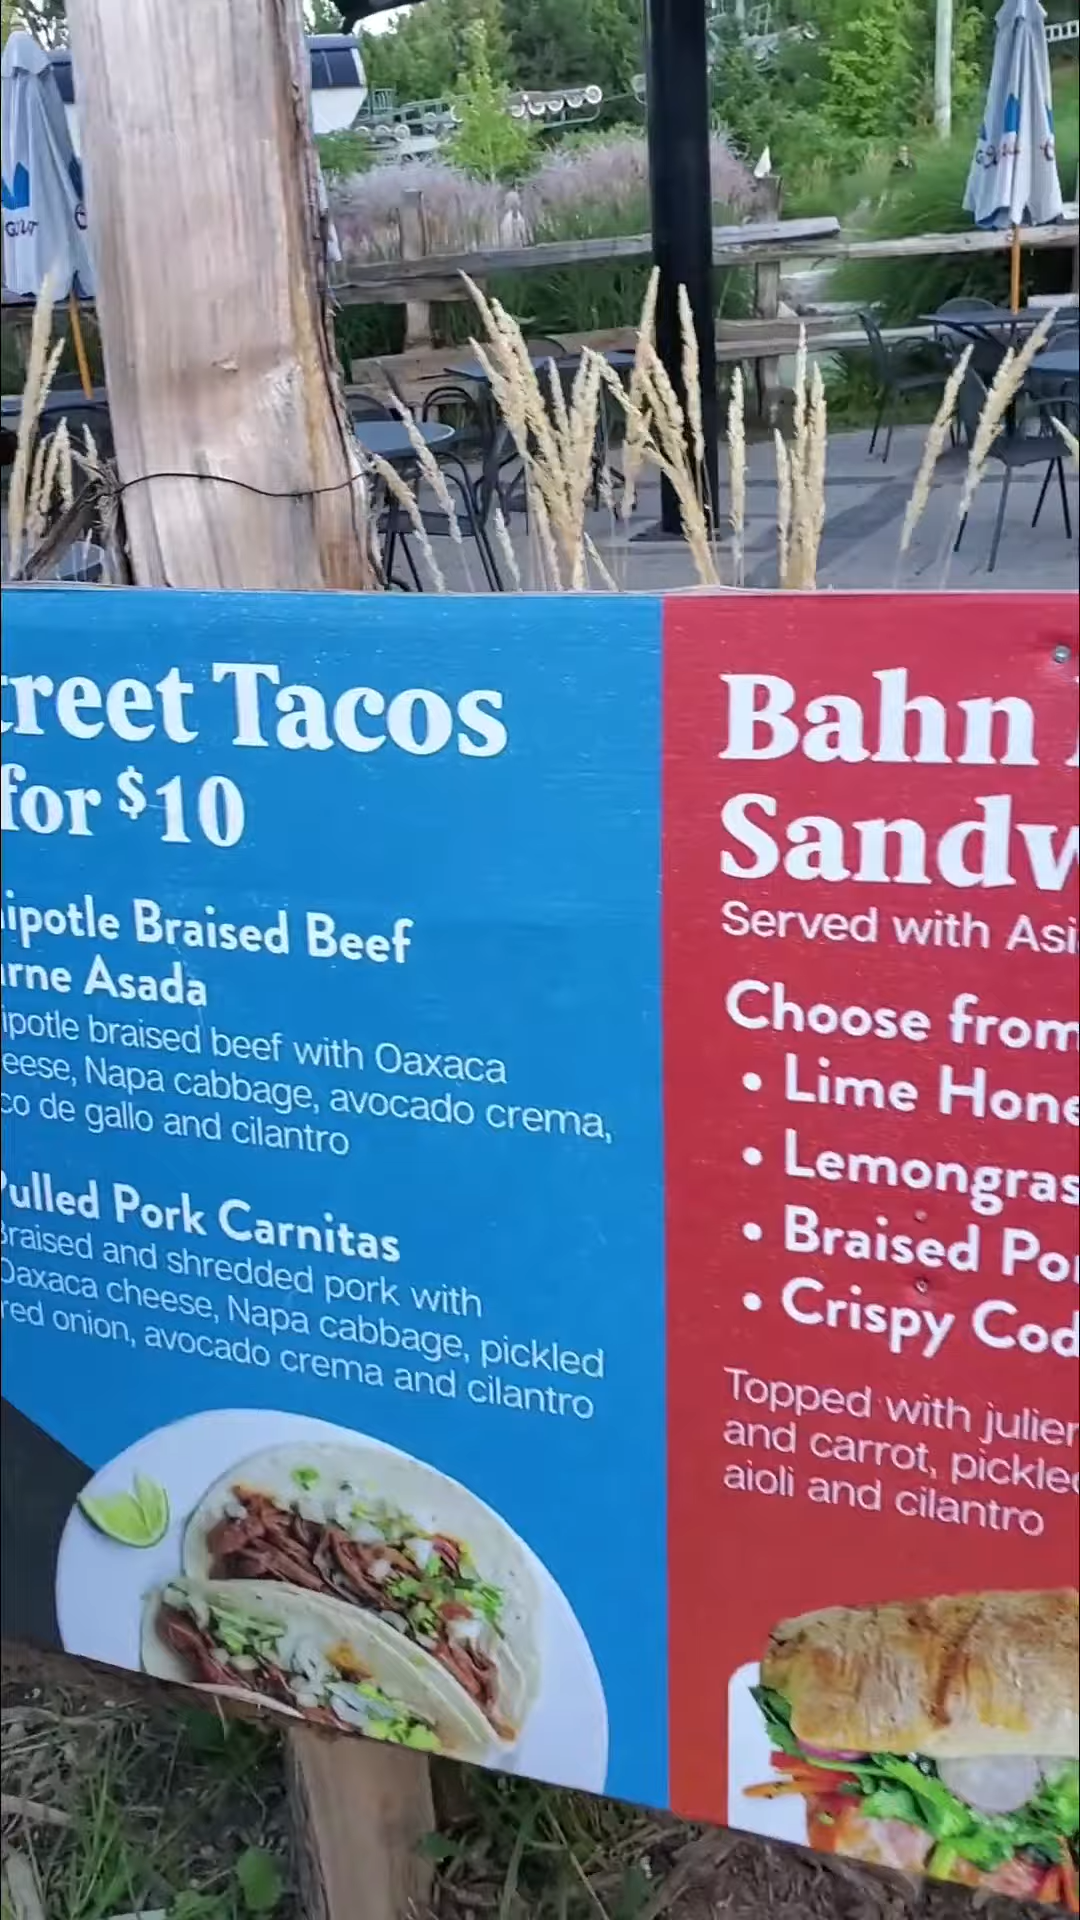 treet Tacos
for $10
ipotle Braised Beef
rne Asada
ipotle braised beef with Oaxaca
eese, Napa cabbage, avocado crema,
co de gallo and cilantro
Pulled Pork Carnitas
Braised and shredded pork with
Oaxaca cheese, Napa cabbage, pickled
red onion, avocado crema and cilantro
Bahn
Sandw
Served with Asi
Choose from
• Lime Hone
• Lemongras
• Braised Por
• Crispy Cod
Topped with julien
and carrot, pickled
aioli and cilantro